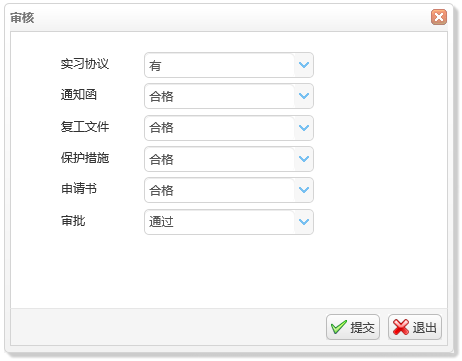 审核
实习协议 有
通知函 合格
复工文件 合格
保护措施 合格
申请书 合格
审批 通过
提交 退出